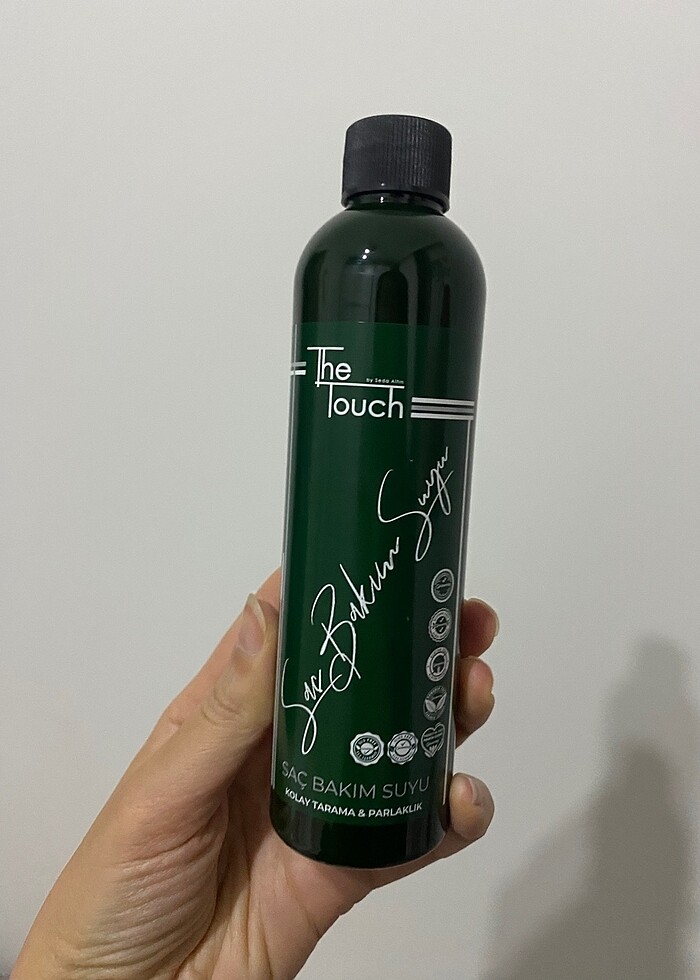 The
by Seda Altın
Touch
Saç Bakım Suyu
SAÇ BAKIM SUYU
KOLAY TARAMA & PARLAKLIK